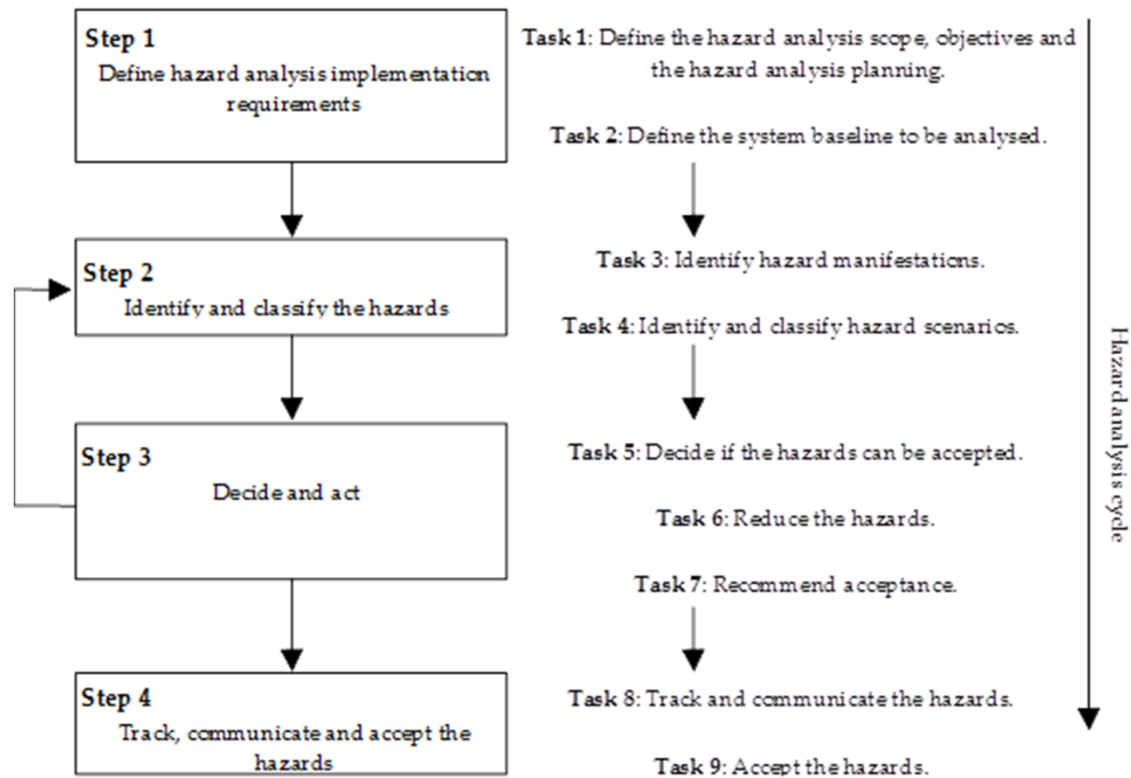 Step 1
Define hazard analysis implementation
requirements
Task 1: Define the hazard analysis scope, objectives and
the hazard analysis planning.
Task 2: Define the system baseline to be analysed.
Step 2
Identify and classify the hazards
Task 3: Identify hazard manifestations.
Task 4: Identify and classify hazard scenarios.
Step 3
Decide and act
Task 5: Decide if the hazards can be accepted.
Task 6: Reduce the hazards.
Task 7: Recommend acceptance.
Step 4
Track, communicate and accept the
hazards
Task 8: Track and communicate the hazards.
Task 9: Accept the hazards.
Hazard analysis cycle